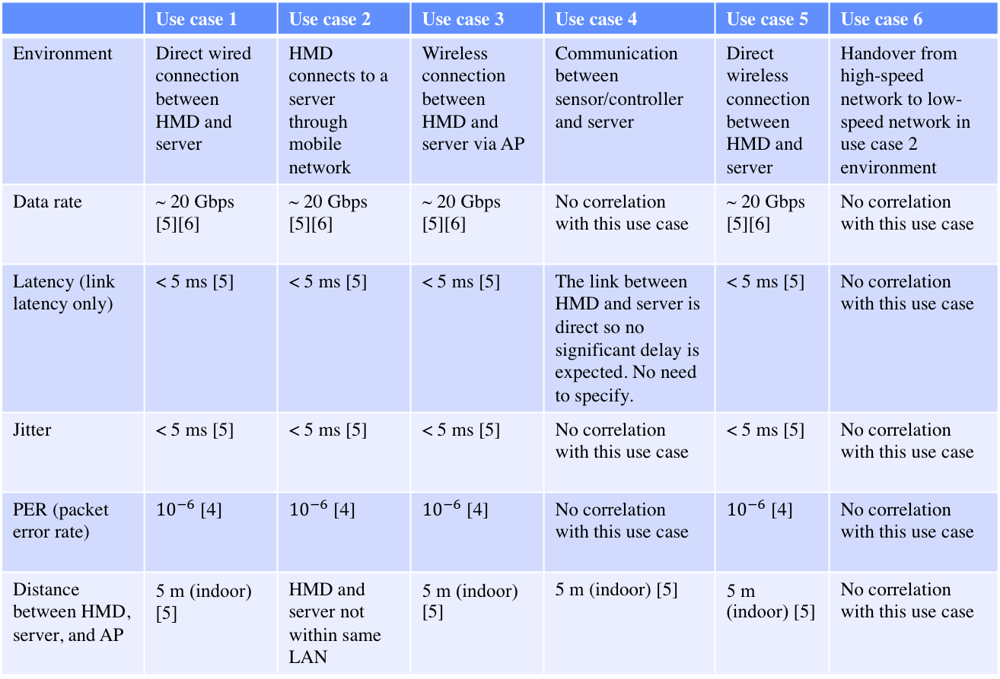 Use case 1
Use case 2
Use case 3
Use case 4
Use case 5
Use case 6
Environment
Direct wired
connection
between
HMD and
server
HMD
connects to a
server
through
mobile
network
Wireless
connection
between
HMD and
server via AP
Communication
between
sensor/controller
and server
Direct
wireless
connection
between
HMD and
server
Handover from
high-speed
network to low-
speed network in
use case 2
environment
Data rate
~ 20 Gbps
[5][6]
~ 20 Gbps
[5][6]
~ 20 Gbps
[5][6]
No correlation
with this use case
~ 20 Gbps
[5][6]
No correlation
with this use case
Latency (link
latency only)
< 5 ms [5]
< 5 ms [5]
< 5 ms [5]
The link between
HMD and server is
direct so no
significant delay is
expected. No need
to specify.
< 5 ms [5]
No correlation
with this use case
Jitter
< 5 ms [5]
< 5 ms [5]
< 5 ms [5]
No correlation
with this use case
< 5 ms [5]
No correlation
with this use case
PER (packet
error rate)
10⁻⁶ [4]
10⁻⁶ [4]
10⁻⁶ [4]
No correlation
with this use case
10⁻⁶ [4]
No correlation
with this use case
Distance
between HMD,
server, and AP
5 m (indoor)
[5]
HMD and
server not
within same
LAN
5 m (indoor)
[5]
5 m (indoor) [5]
5 m
(indoor) [5]
No correlation
with this use case